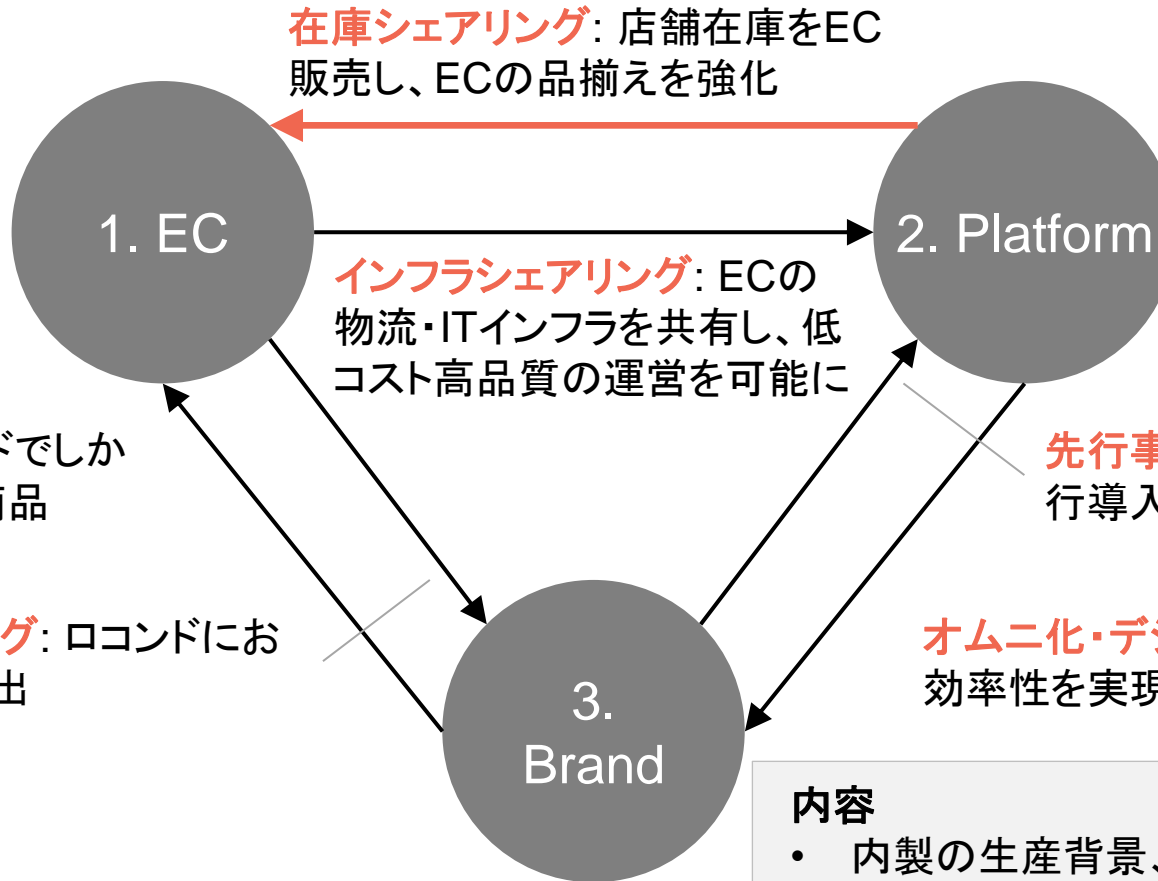 在庫シェアリング: 店舗在庫をEC
販売し、ECの品揃えを強化
1. EC
2. Platform
インフラシェアリング: ECの
物流・ITインフラを共有し、低
コスト高品質の運営を可能に
ドでしか
商品
先行事
行導入
グ: ロコンドにお
出
オムニ化・デジ
効率性を実現
3.
Brand
内容
• 内製の生産背景、